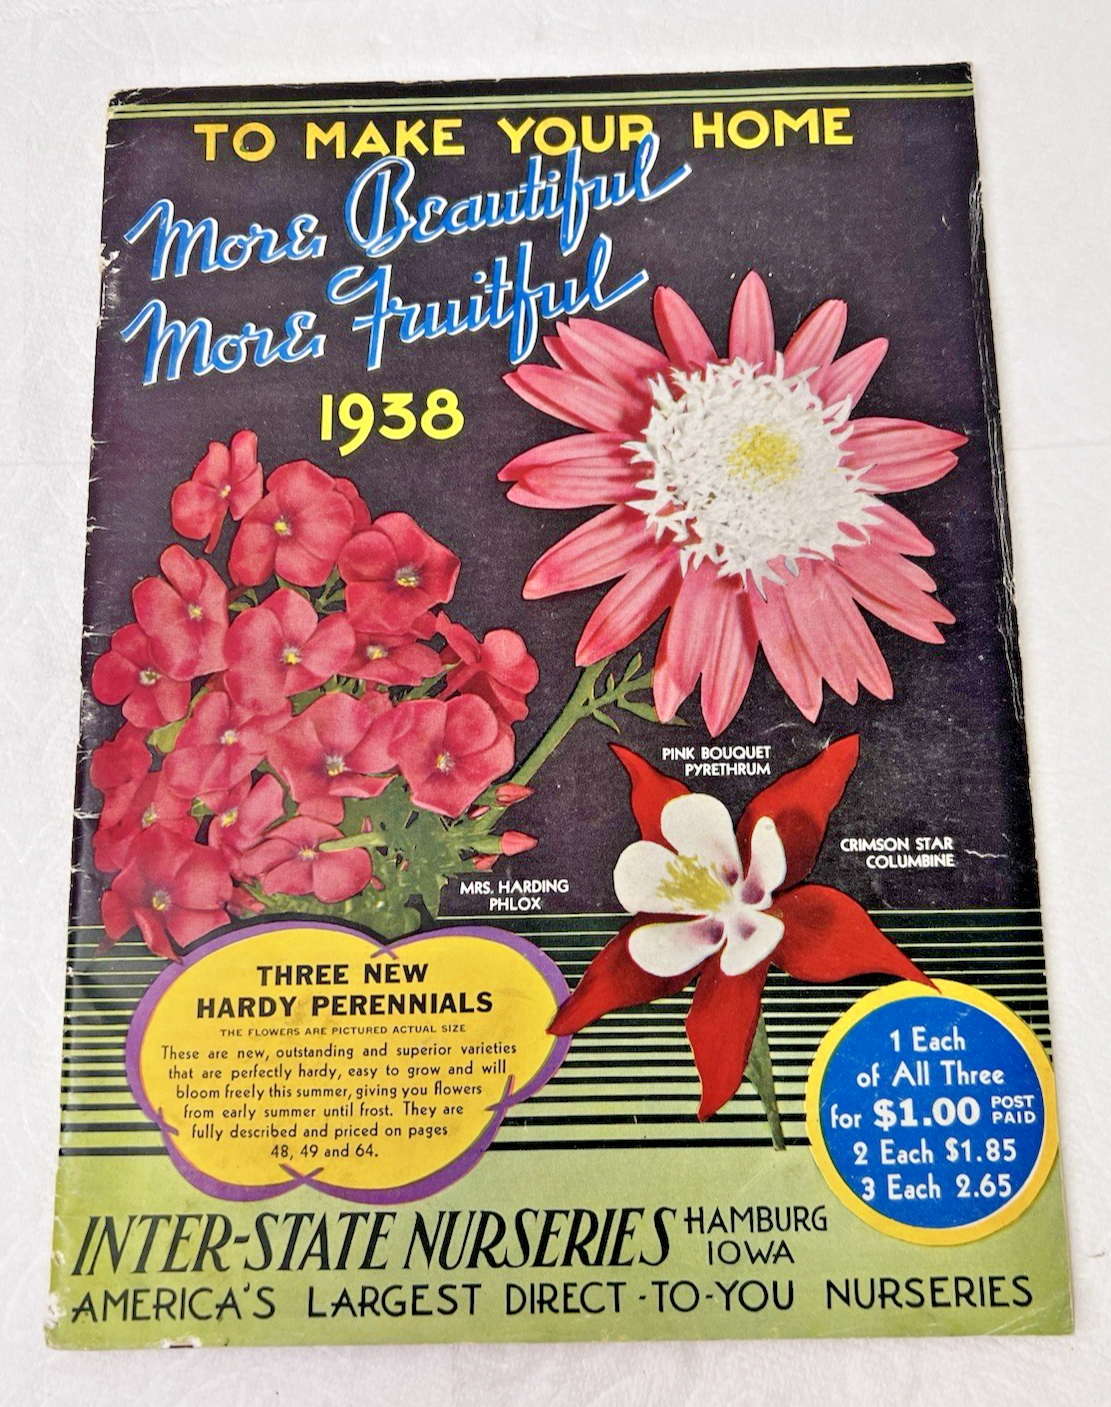 TO MAKE YOUR HOME
More Beautiful
More Fruitful
1938
PINK BOUQUET
PYRETHRUM
CRIMSON STAR
COLUMBINE
MRS. HARDING
PHLOX
THREE NEW
HARDY PERENNIALS
THE FLOWERS ARE PICTURED ACTUAL SIZE
These are new, outstanding and superior varieties
that are perfectly hardy, easy to grow and will
bloom freely this summer, giving you flowers
from early summer until frost. They are
fully described and priced on pages
48, 49 and 64.
1 Each
of All Three
for $1.00 POST PAID
2 Each $1.85
3 Each 2.65
INTER-STATE NURSERIES HAMBURG
IOWA
AMERICA'S LARGEST DIRECT-TO-YOU NURSERIES